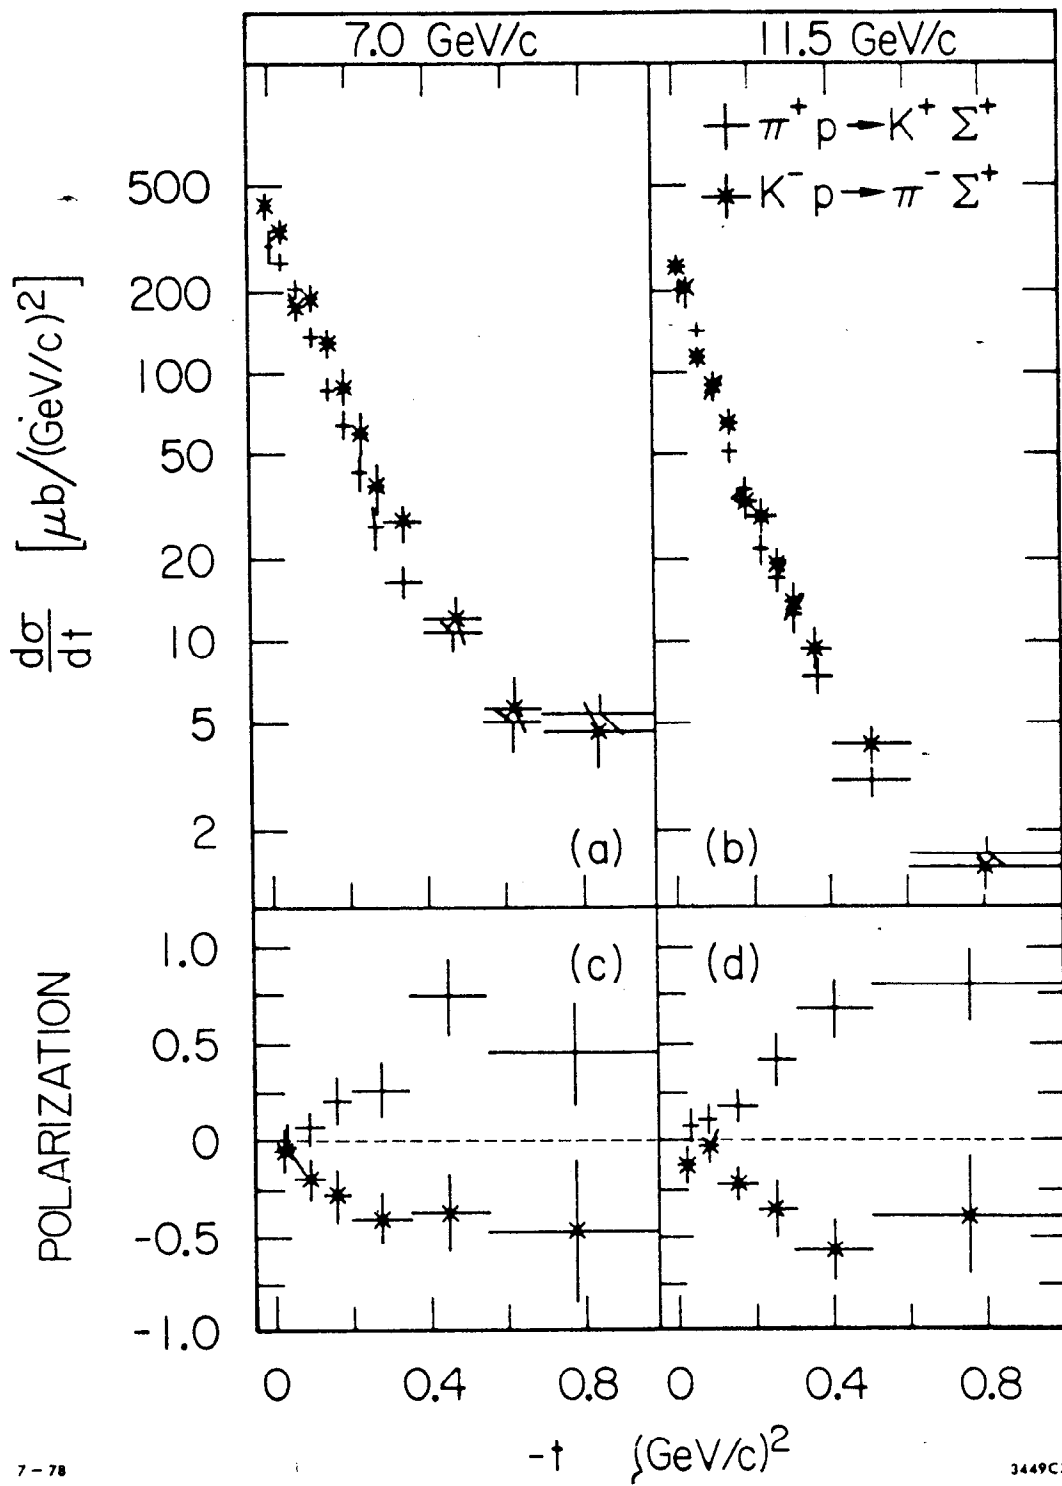 7.0 GeV/c
11.5 GeV/c
π⁺ p → K⁺ Σ⁺
K⁻ p → π⁻ Σ⁺
500
200
100
50
20
10
5
2
dσ/dt [μb/(GeV/c)²]
(a)
(b)
(c)
(d)
1.0
0.5
0
-0.5
-1.0
POLARIZATION
0 0.4 0.8 0 0.4 0.8
-t (GeV/c)²
7 - 78
3449C